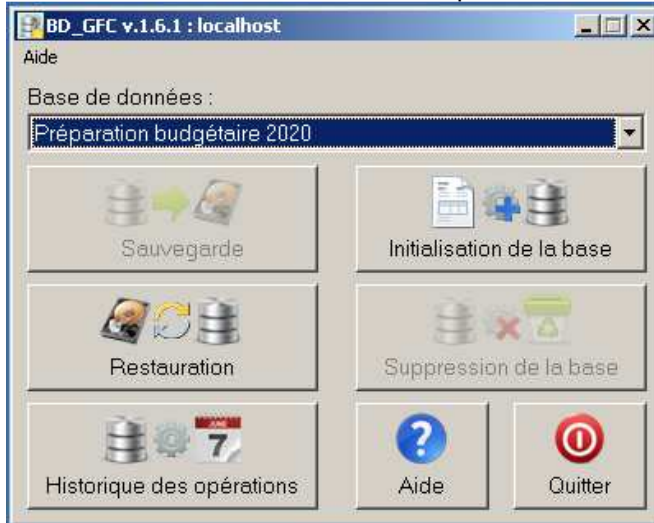 BD_GFC v.1.6.1 : localhost
Aide
Base de données :
Préparation budgétaire 2020
Sauvegarde
Initialisation de la base
Restauration
Suppression de la base
JUNE
7
Historique des opérations
Aide
Quitter